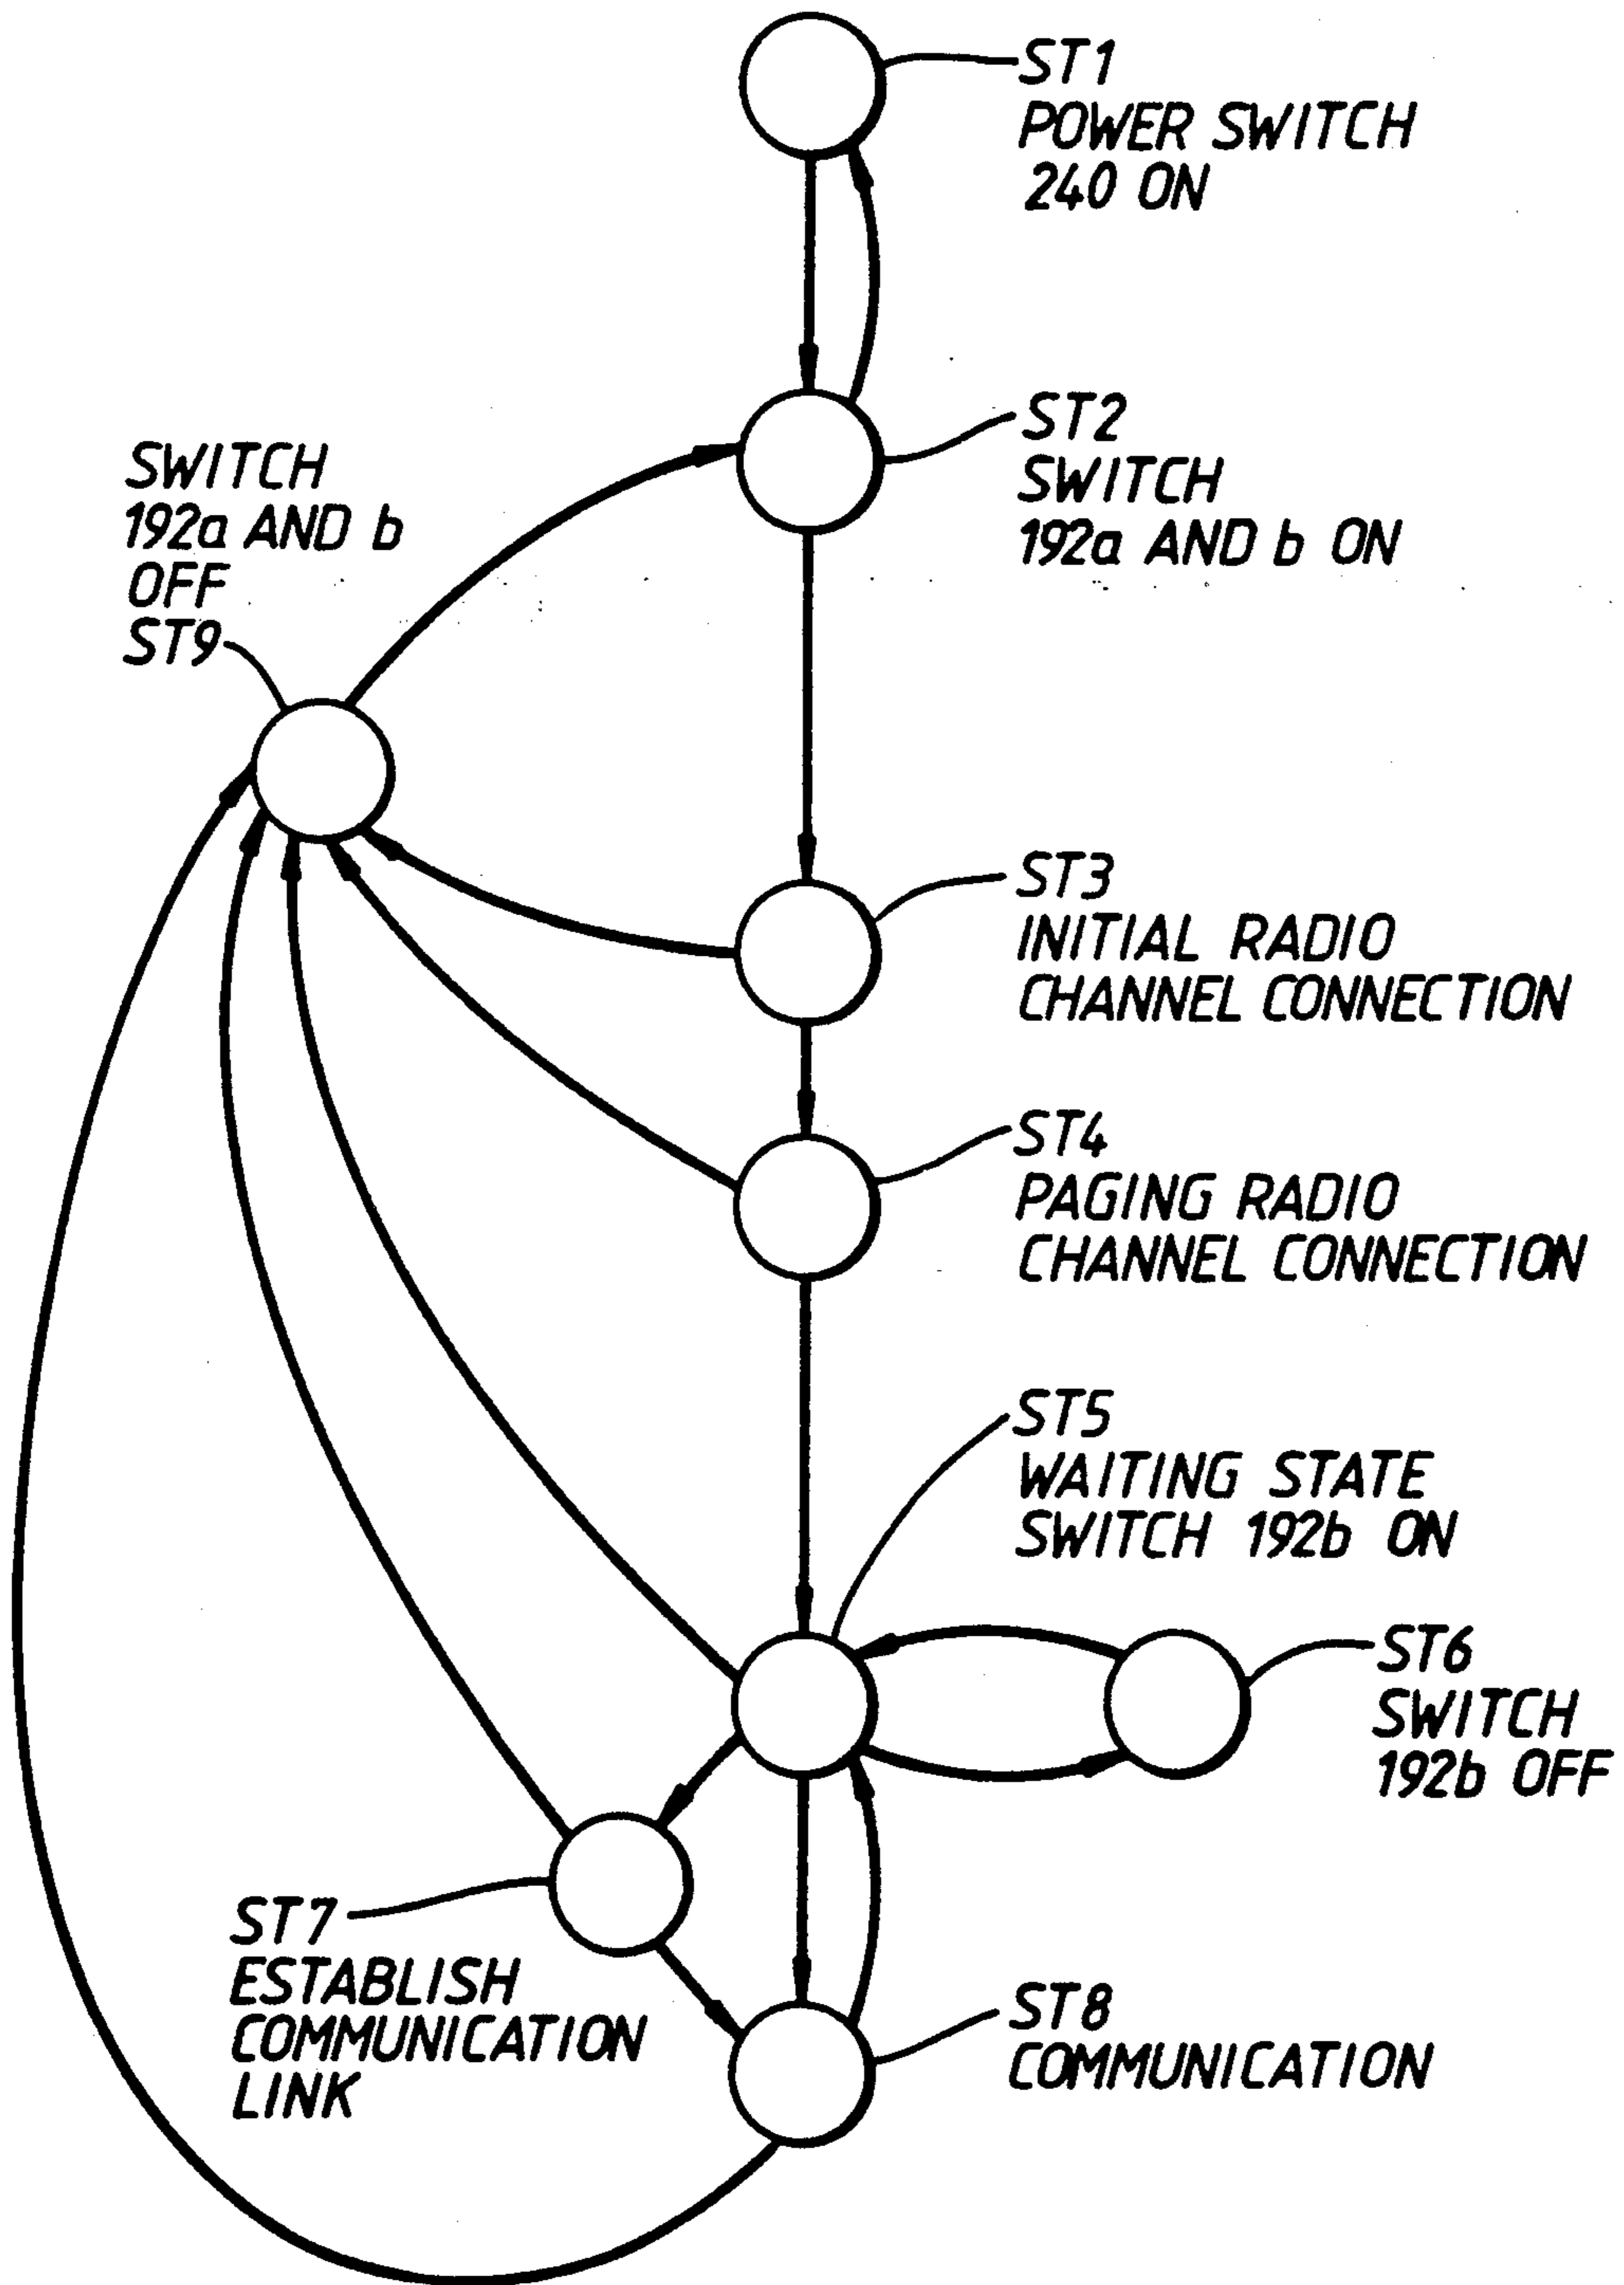 ST1
POWER SWITCH
240 ON
ST2
SWITCH
192a AND b ON
SWITCH
192a AND b
OFF
ST9
ST3
INITIAL RADIO
CHANNEL CONNECTION
ST4
PAGING RADIO
CHANNEL CONNECTION
ST5
WAITING STATE
SWITCH 192b ON
ST6
SWITCH
192b OFF
ST7
ESTABLISH
COMMUNICATION
LINK
ST8
COMMUNICATION